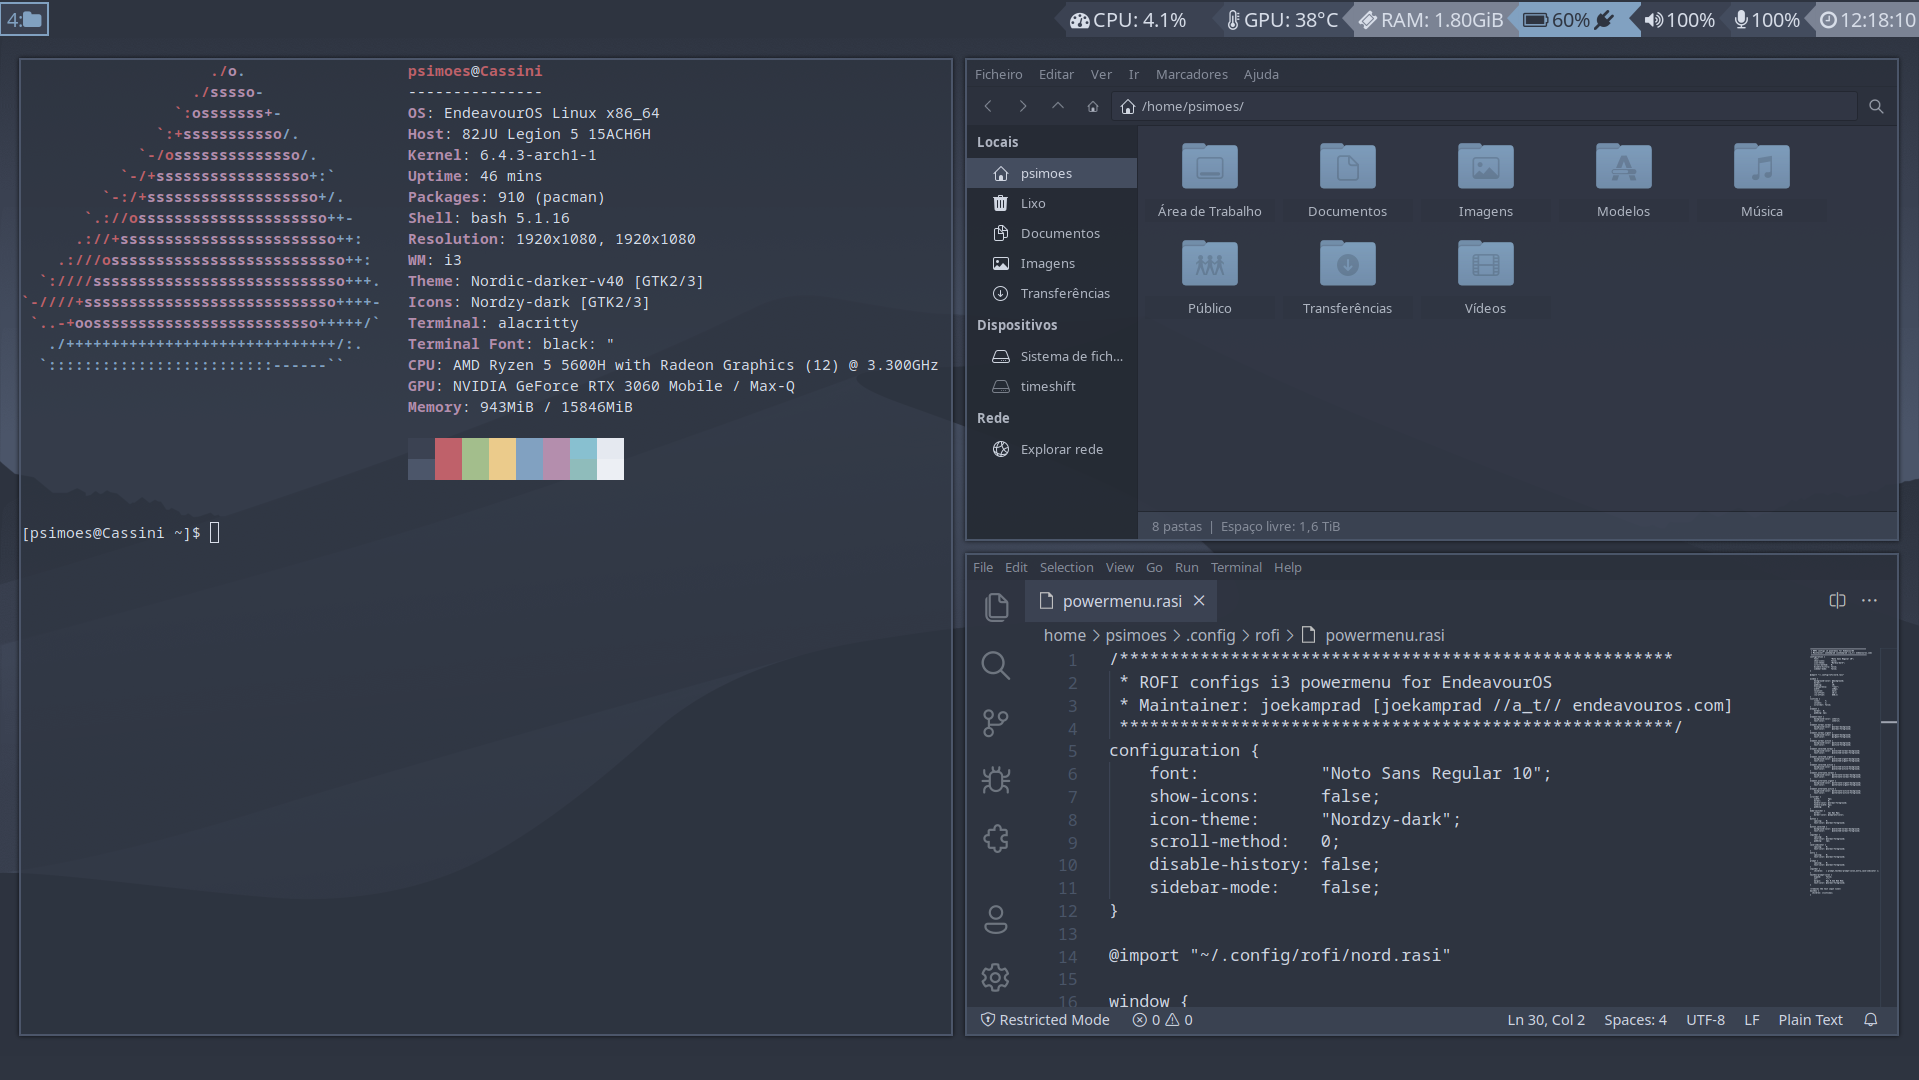 4:
CPU: 4.1%
GPU: 38°C
RAM: 1.80GiB
60%
100%
100%
12:18:10
./o.
./sssso-
`:osssssss+-
`:+sssssssssso/.
`-/ossssssssssssso/.
`-/+sssssssssssssssso+:`
`-:/+sssssssssssssssssso+/.
`.://osssssssssssssssssssso++-
.://+ssssssssssssssssssssssso++:
.:///ossssssssssssssssssssssssso++:
`:////ssssssssssssssssssssssssssso+++.
`-////+ssssssssssssssssssssssssssso++++-
`..-+oosssssssssssssssssssssssso+++++/`
./++++++++++++++++++++++++++++++/:.
`:::::::::::::::::::::::::------``
psimoes@Cassini
---------------
OS: EndeavourOS Linux x86_64
Host: 82JU Legion 5 15ACH6H
Kernel: 6.4.3-arch1-1
Uptime: 46 mins
Packages: 910 (pacman)
Shell: bash 5.1.16
Resolution: 1920x1080, 1920x1080
WM: i3
Theme: Nordic-darker-v40 [GTK2/3]
Icons: Nordzy-dark [GTK2/3]
Terminal: alacritty
Terminal Font: black: "
CPU: AMD Ryzen 5 5600H with Radeon Graphics (12) @ 3.300GHz
GPU: NVIDIA GeForce RTX 3060 Mobile / Max-Q
Memory: 943MiB / 15846MiB
[psimoes@Cassini ~]$
Ficheiro Editar Ver Ir Marcadores Ajuda
/home/psimoes/
Locais
psimoes
Lixo
Documentos
Imagens
Transferências
Dispositivos
Sistema de fich...
timeshift
Rede
Explorar rede
Área de Trabalho
Documentos
Imagens
Modelos
Música
Público
Transferências
Vídeos
8 pastas | Espaço livre: 1,6 TiB
File Edit Selection View Go Run Terminal Help
powermenu.rasi
home > psimoes > .config > rofi > powermenu.rasi
1 /*******************************************************
2 * ROFI configs i3 powermenu for EndeavourOS
3 * Maintainer: joekamprad [joekamprad //a_t// endeavouros.com]
4 *******************************************************/
5 configuration {
6 font: "Noto Sans Regular 10";
7 show-icons: false;
8 icon-theme: "Nordzy-dark";
9 scroll-method: 0;
10 disable-history: false;
11 sidebar-mode: false;
12 }
13
14 @import "~/.config/rofi/nord.rasi"
15
16 window {
Restricted Mode 0 0 Ln 30, Col 2 Spaces: 4 UTF-8 LF Plain Text